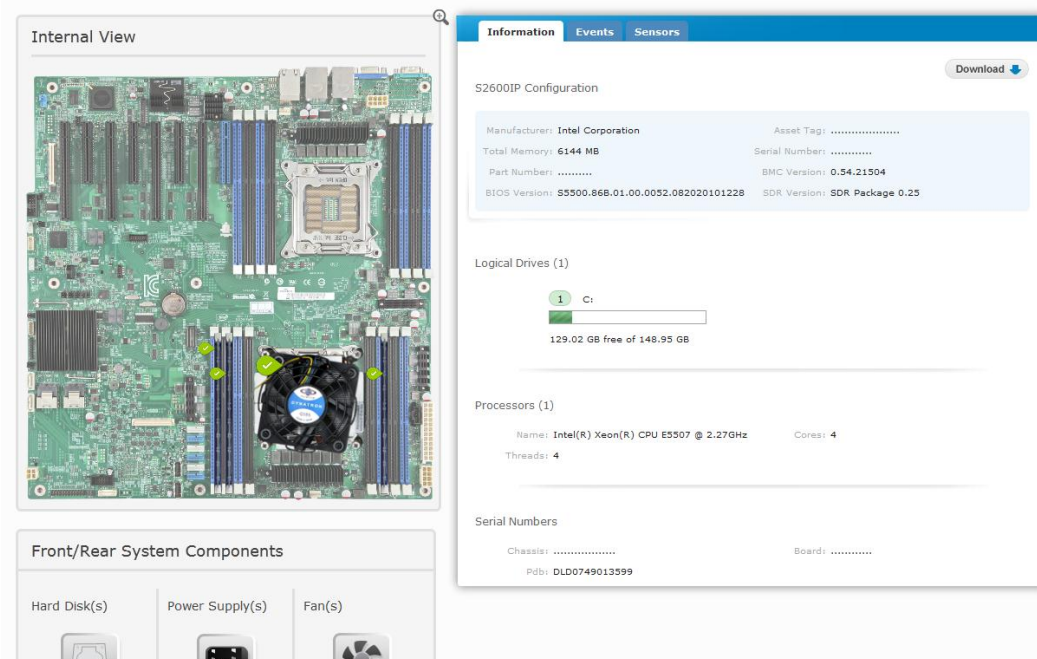 Internal View
Information Events Sensors
Download
S2600IP Configuration
Manufacturer: Intel Corporation Asset Tag: ....................
Total Memory: 6144 MB Serial Number: ............
Part Number: .......... BMC Version: 0.54.21504
BIOS Version: S5500.86B.01.00.0052.082020101228 SDR Version: SDR Package 0.25
Logical Drives (1)
1 C:
129.02 GB free of 148.95 GB
Processors (1)
Name: Intel(R) Xeon(R) CPU E5507 @ 2.27GHz Cores: 4
Threads: 4
Serial Numbers
Chassis: .................. Board: ............
Pdb: DLD0749013599
Front/Rear System Components
Hard Disk(s) Power Supply(s) Fan(s)